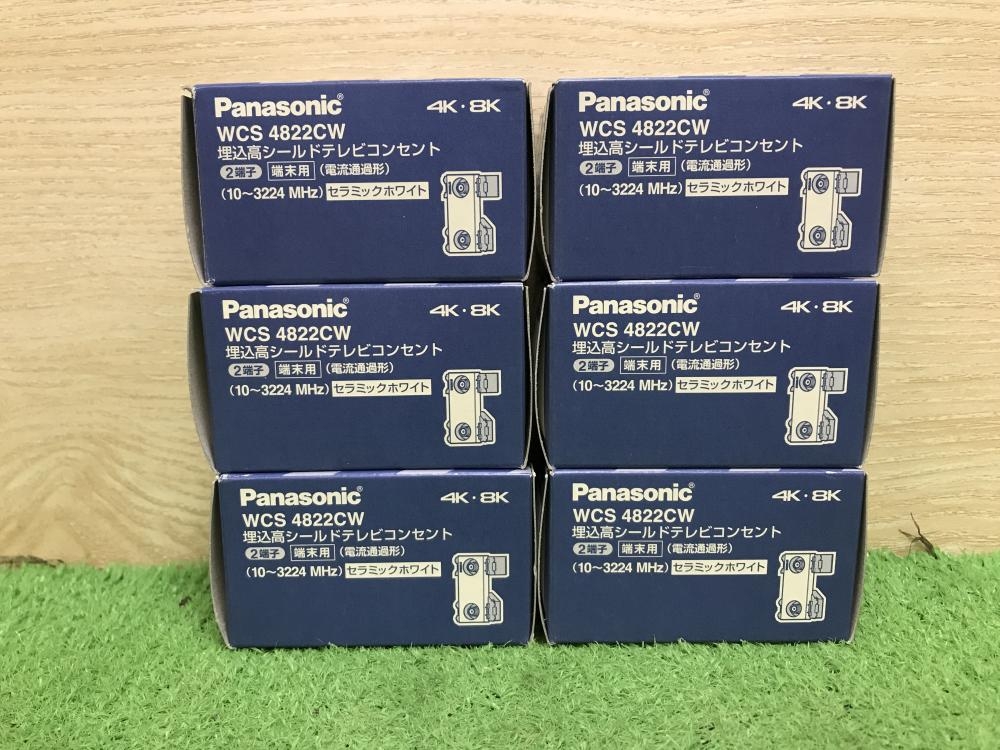 Panasonic® 4K・8K
WCS 4822CW
埋込高シールドテレビコンセント
2端子 端末用 (電流通過形)
(10〜3224 MHz) セラミックホワイト
Panasonic® 4K・8K
WCS 4822CW
埋込高シールドテレビコンセント
2端子 端末用 (電流通過形)
(10〜3224 MHz) セラミックホワイト
Panasonic® 4K・8K
WCS 4822CW
埋込高シールドテレビコンセント
2端子 端末用 (電流通過形)
(10〜3224 MHz) セラミックホワイト
Panasonic® 4K・8K
WCS 4822CW
埋込高シールドテレビコンセント
2端子 端末用 (電流通過形)
(10〜3224 MHz) セラミックホワイト
Panasonic® 4K・8K
WCS 4822CW
埋込高シールドテレビコンセント
2端子 端末用 (電流通過形)
(10〜3224 MHz) セラミックホワイト
Panasonic® 4K・8K
WCS 4822CW
埋込高シールドテレビコンセント
2端子 端末用 (電流通過形)
(10〜3224 MHz) セラミックホワイト